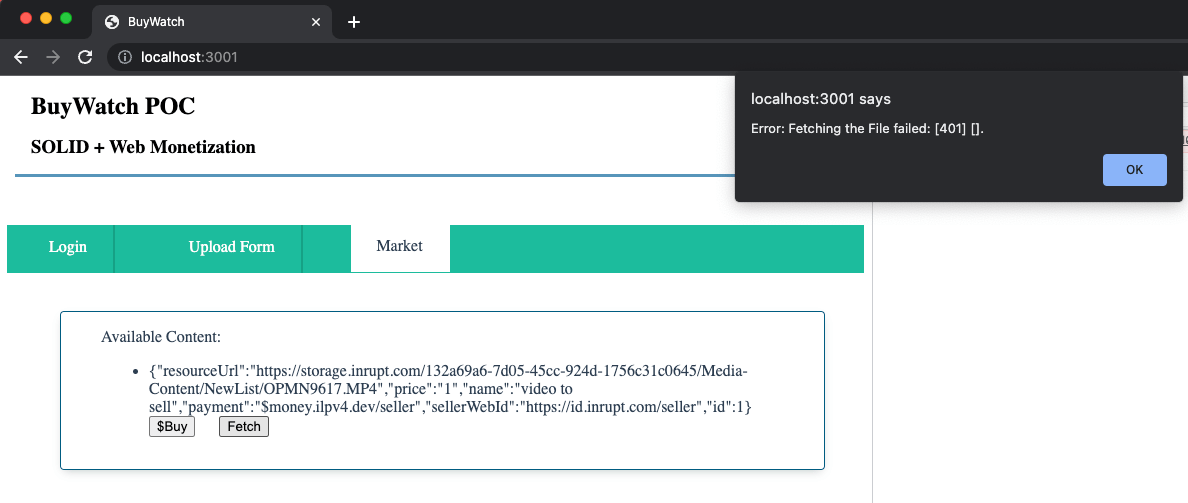 BuyWatch
localhost:3001
BuyWatch POC
SOLID + Web Monetization
localhost:3001 says
Error: Fetching the File failed: [401] [].
OK
Login
Upload Form
Market
Available Content:
{"resourceUrl":"https://storage.inrupt.com/132a69a6-7d05-45cc-924d-1756c31c0645/Media-
Content/NewList/OPMN9617.MP4","price":"1","name":"video to
sell","payment":"$money.ilpv4.dev/seller","sellerWebId":"https://id.inrupt.com/seller","id":1}
$Buy
Fetch